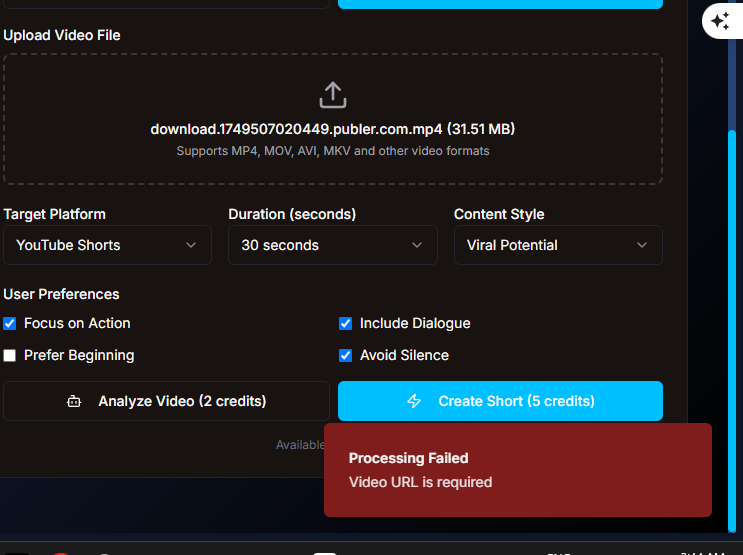 Upload Video File
download.1749507020449.publer.com.mp4 (31.51 MB)
Supports MP4, MOV, AVI, MKV and other video formats
Target Platform Duration (seconds) Content Style
YouTube Shorts 30 seconds Viral Potential
User Preferences
Focus on Action Include Dialogue
Prefer Beginning Avoid Silence
Analyze Video (2 credits) Create Short (5 credits)
Available
Processing Failed
Video URL is required